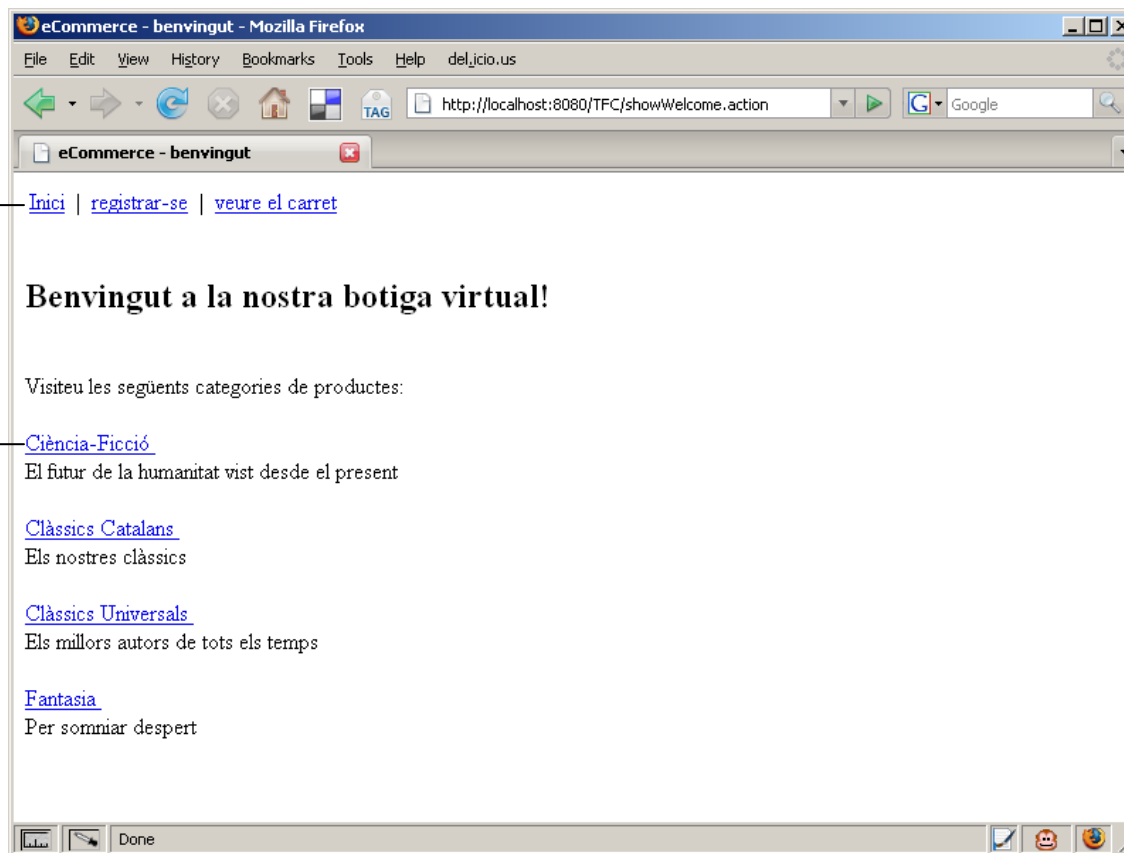 eCommerce - benvingut - Mozilla Firefox
File Edit View History Bookmarks Tools Help del.icio.us
TAG http://localhost:8080/TFC/showWelcome.action G Google
eCommerce - benvingut
Inici | registrar-se | veure el carret
Benvingut a la nostra botiga virtual!
Visiteu les següents categories de productes:
Ciència-Ficció
El futur de la humanitat vist desde el present
Clàssics Catalans
Els nostres clàssics
Clàssics Universals
Els millors autors de tots els temps
Fantasia
Per somniar despert
Done